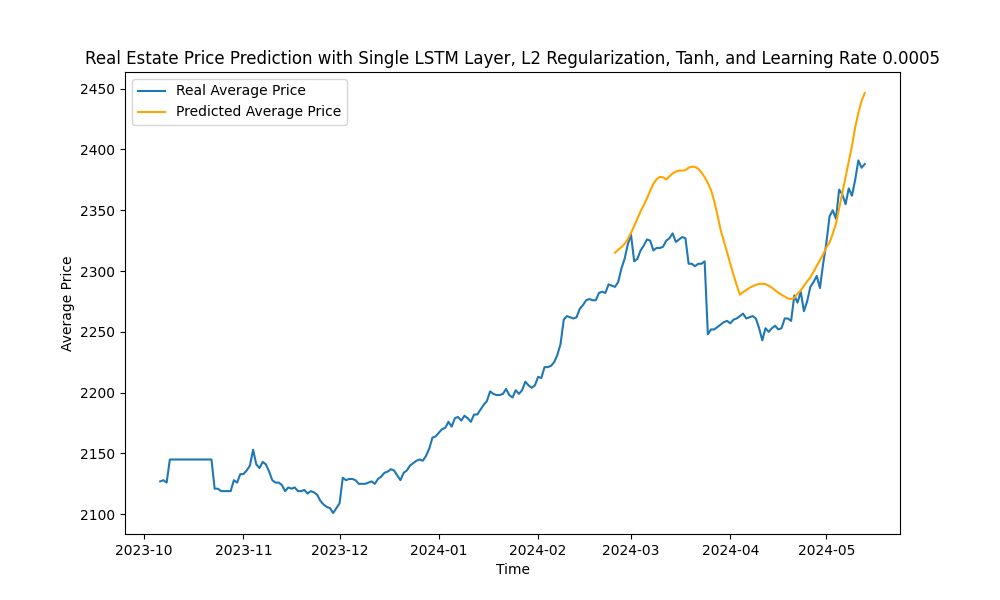 Real Estate Price Prediction with Single LSTM Layer, L2 Regularization, Tanh, and Learning Rate 0.0005
Real Average Price
Predicted Average Price
2450
2400
2350
2300
2250
2200
2150
2100
Average Price
2023-10 2023-11 2023-12 2024-01 2024-02 2024-03 2024-04 2024-05
Time